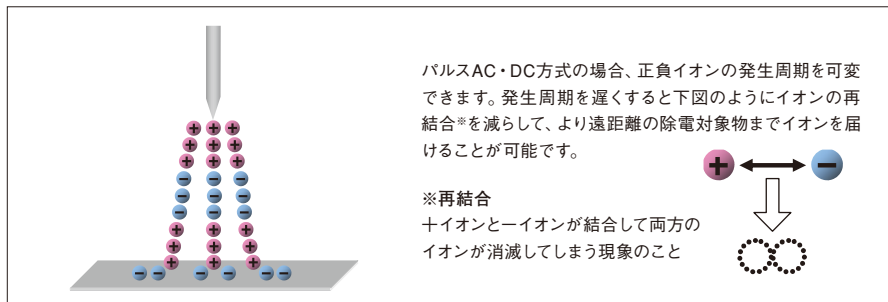 パルスAC・DC方式の場合、正負イオンの発生周期を可変
できます。発生周期を遅くすると下図のようにイオンの再
結合※を減らして、より遠距離の除電対象物までイオンを届
けることが可能です。
※再結合
＋イオンとーイオンが結合して両方の
イオンが消滅してしまう現象のこと